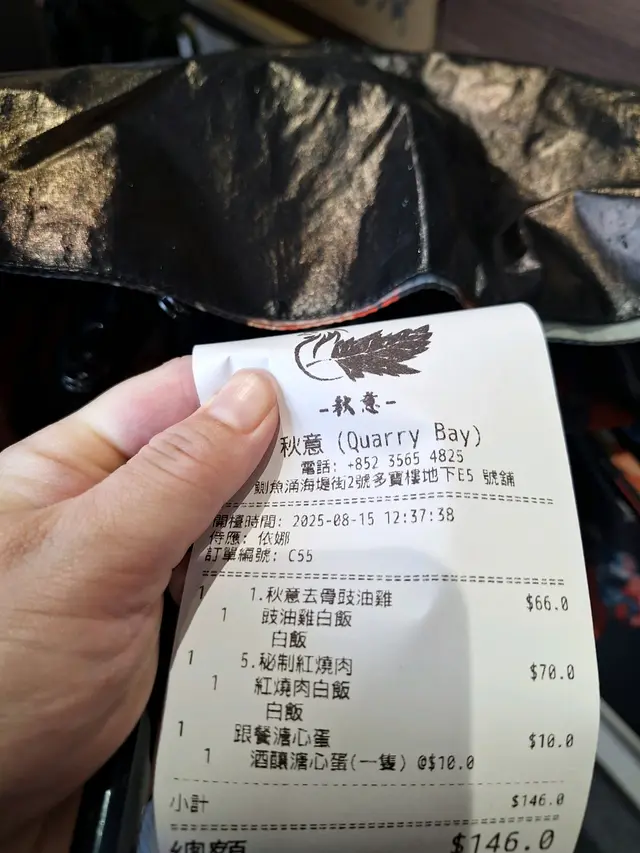 -秋意-
秋意 (Quarry Bay)
電話: +852 3565 4825
鰂魚涌海堤街2號多寶樓地下E5 號舖
開檯時間: 2025-08-15 12:37:38
侍應: 依娜
訂單編號: C55
1 1.秋意去骨豉油雞 $66.0
1 豉油雞白飯
白飯
1 5.秘制紅燒肉 $70.0
1 紅燒肉白飯
白飯
1 跟餐溏心蛋 $10.0
1 酒釀溏心蛋(一隻) @$10.0
小計 $146.0
總額 $146.0